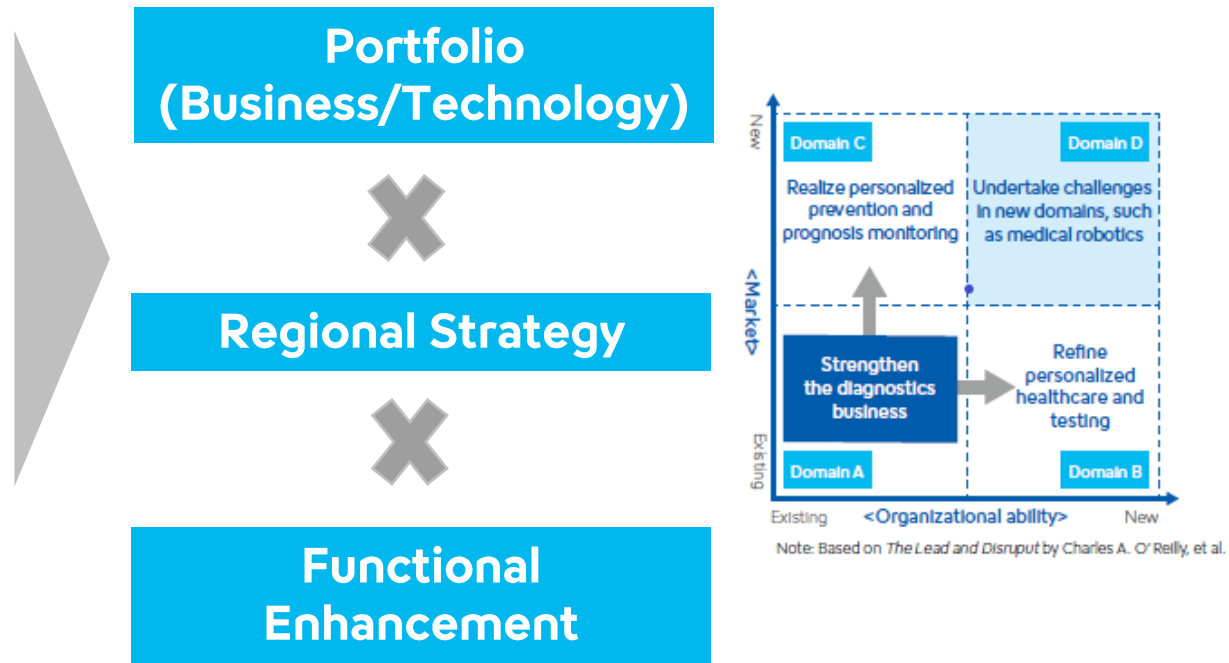 Portfolio
(Business/Technology)
Regional Strategy
Functional
Enhancement
New
Domain C
Domain D
Realize personalized
prevention and
prognosis monitoring
Undertake challenges
in new domains, such
as medical robotics
<Market>
Strengthen
the diagnostics
business
Refine
personalized
healthcare and
testing
Existing
Domain A
Domain B
Existing
<Organizational ability>
New
Note: Based on The Lead and Disruput by Charles A. O' Reilly, et al.